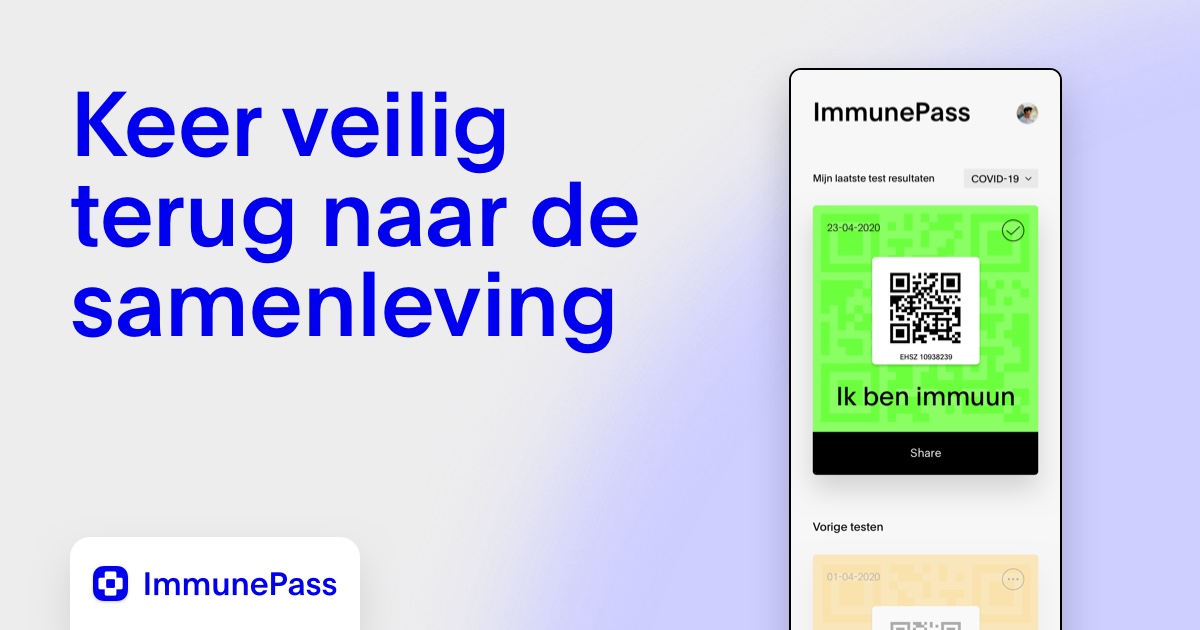 Keer veilig
terug naar de
samenleving
ImmunePass
ImmunePass
Mijn laatste test resultaten
COVID-19
23-04-2020
EHSZ 10938239
Ik ben immuun
Share
Vorige testen
01-04-2020